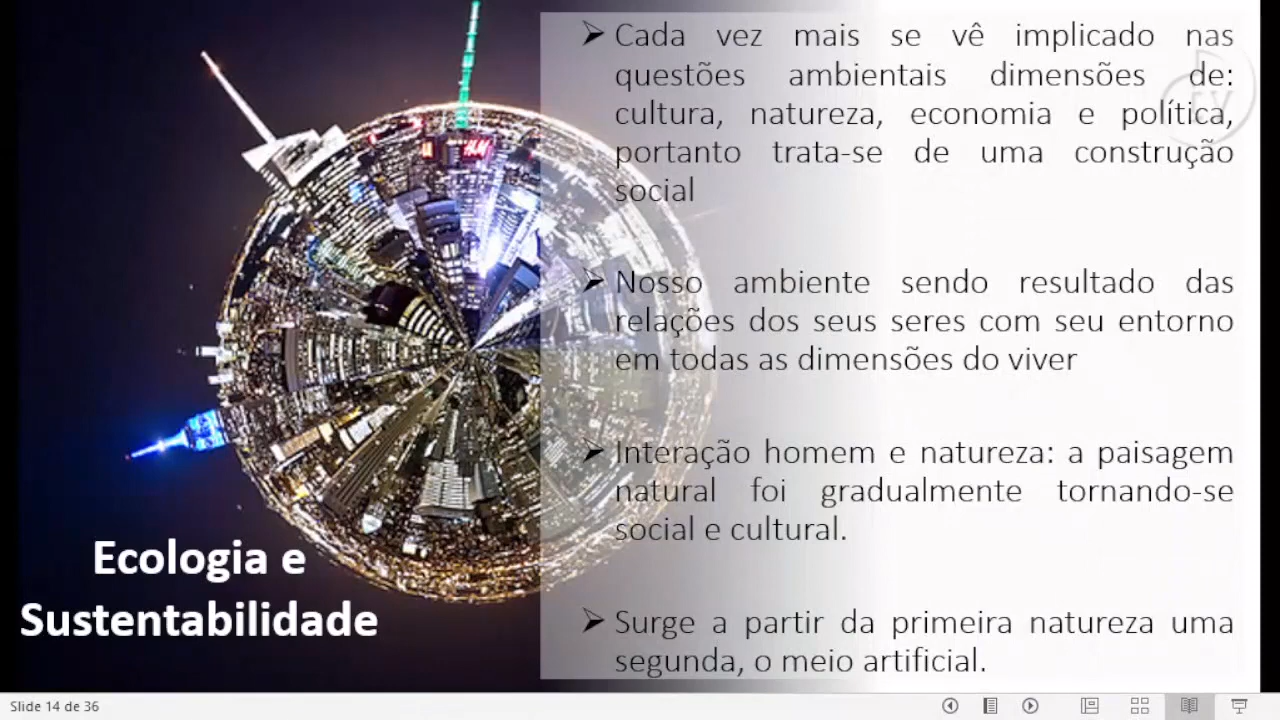 Cada vez mais se vê implicado nas
questões ambientais dimensões de:
cultura, natureza, economia e política,
portanto trata-se de uma construção
social
Nosso ambiente sendo resultado das
relações dos seus seres com seu entorno
em todas as dimensões do viver
Interação homem e natureza: a paisagem
natural foi gradualmente tornando-se
social e cultural.
Surge a partir da primeira natureza uma
segunda, o meio artificial.
Ecologia e
Sustentabilidade
H&M
TV
Slide 14 de 36